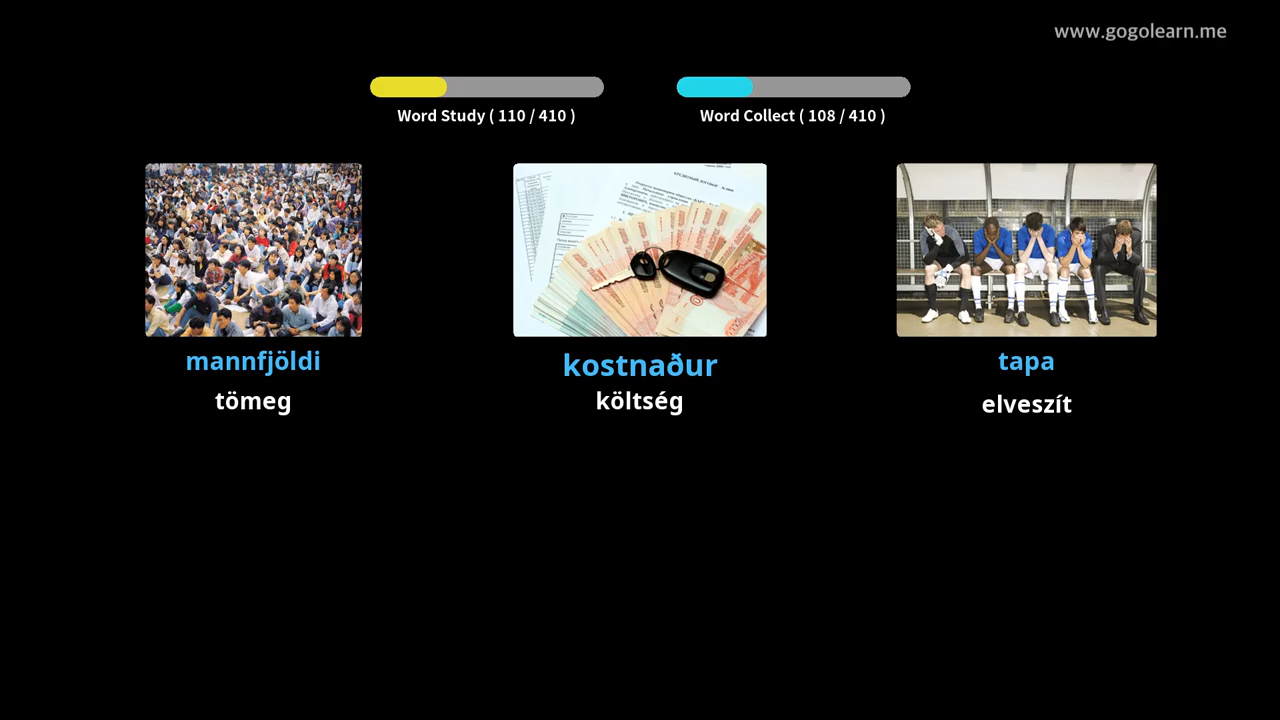 www.gogolearn.me
Word Study ( 110 / 410 )
Word Collect ( 108 / 410 )
mannfjöldi
kostnaður
tapa
tömeg
költség
elveszít